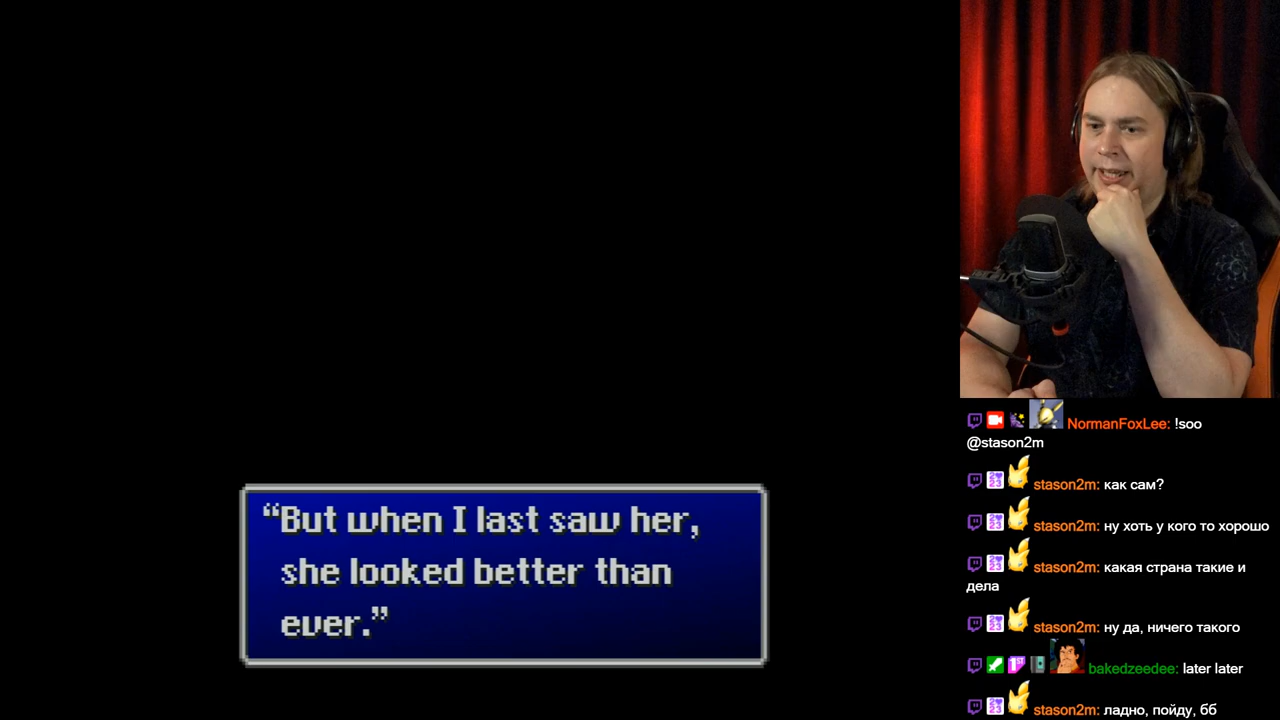 “But when I last saw her,
she looked better than
ever.”
NormanFoxLee: !soo
@stason2m
stason2m: как сам?
stason2m: ну хоть у кого то хорошо
stason2m: какая страна такие и
дела
stason2m: ну да, ничего такого
bakedzeedee: later later
stason2m: ладно, пойду, бб